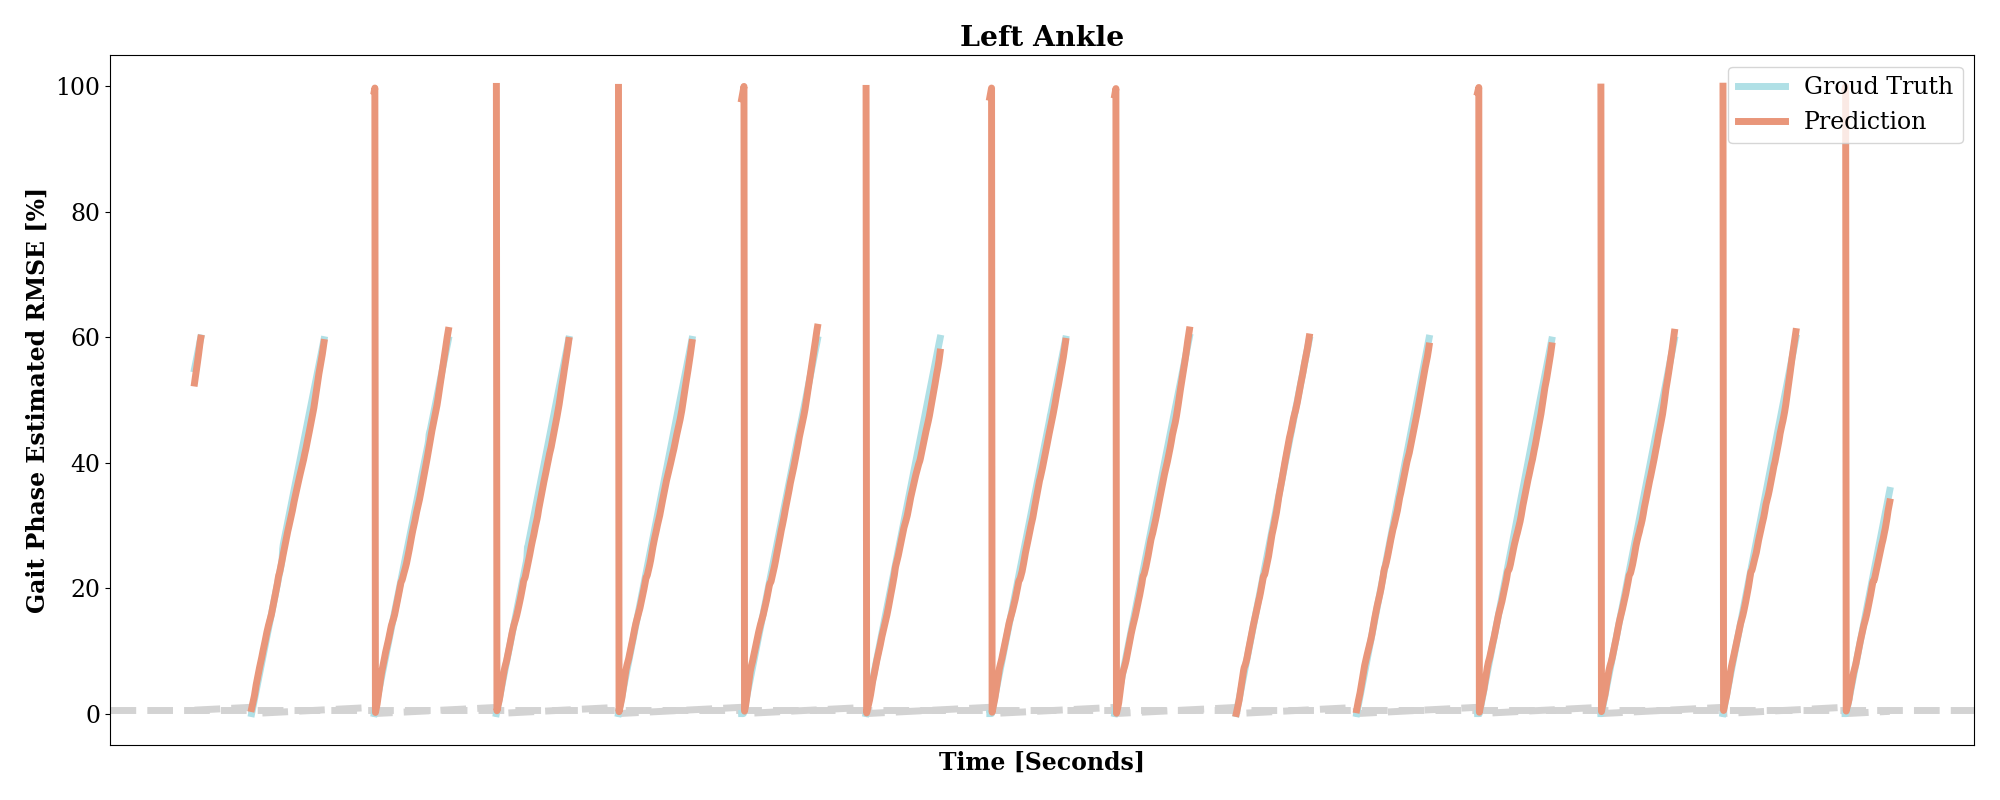 Left Ankle
Gait Phase Estimated RMSE [%]
100
80
60
40
20
0
Groud Truth
Prediction
Time [Seconds]